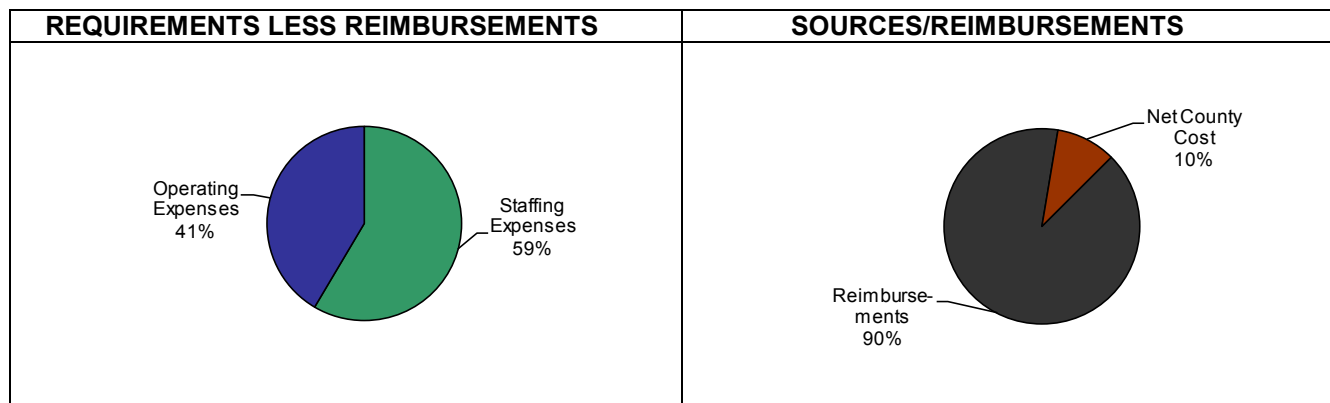 REQUIREMENTS LESS REIMBURSEMENTS
SOURCES/REIMBURSEMENTS
Operating
Expenses
41%
Staffing
Expenses
59%
Net County
Cost
10%
Reimburse-
ments
90%